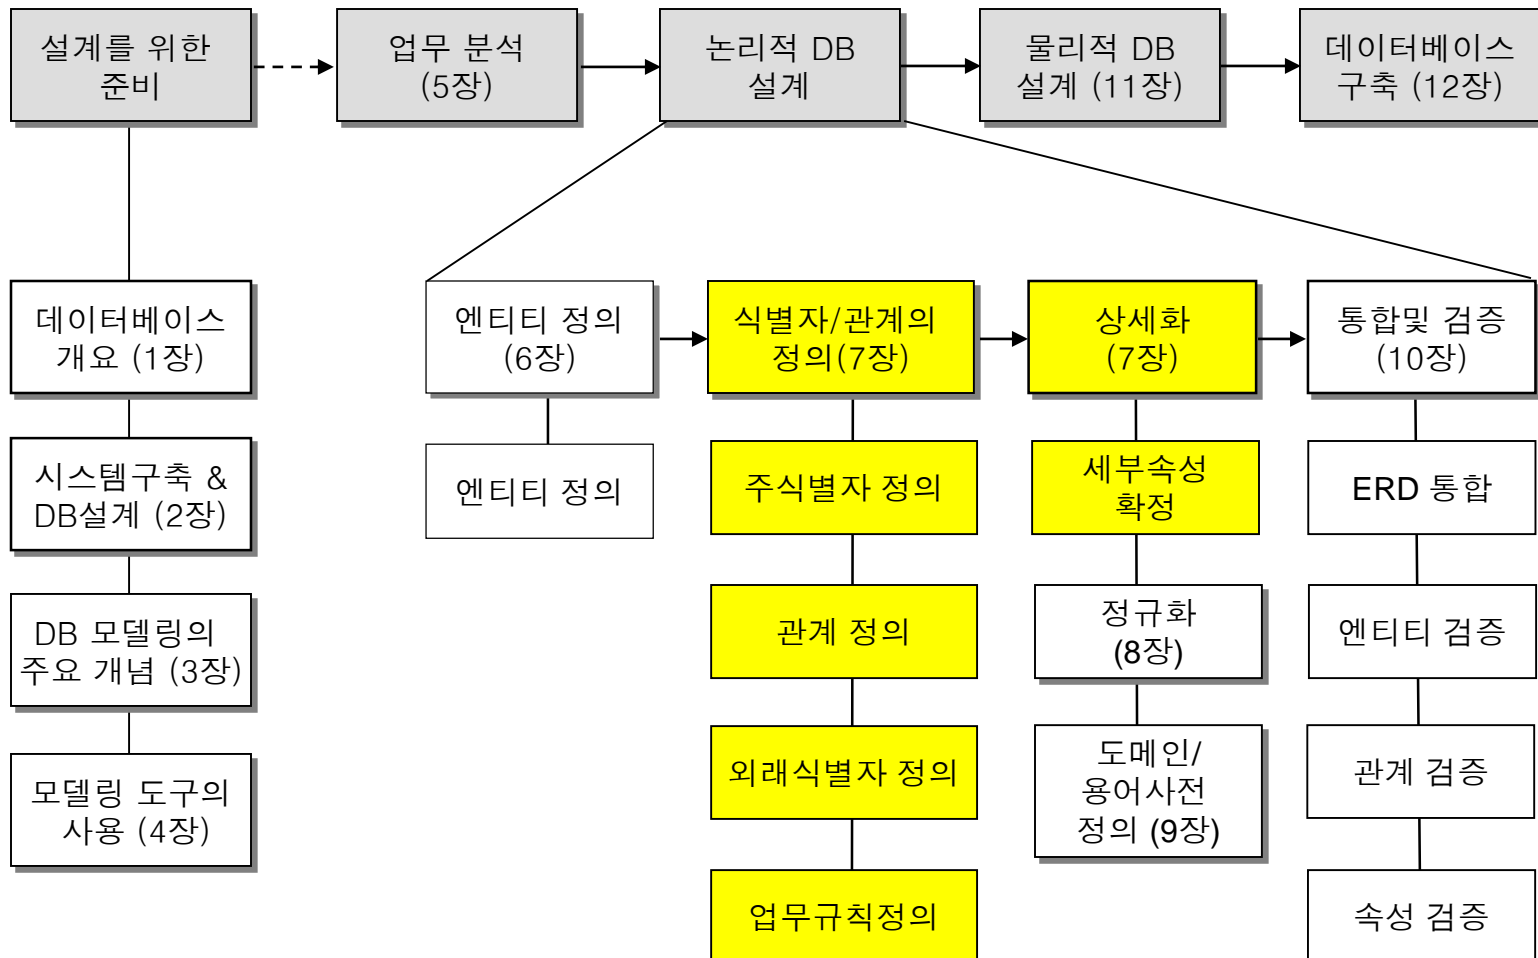 설계를 위한
준비
업무 분석
(5장)
논리적 DB
설계
물리적 DB
설계 (11장)
데이터베이스
구축 (12장)
데이터베이스
개요 (1장)
시스템구축 &
DB설계 (2장)
DB 모델링의
주요 개념 (3장)
모델링 도구의
사용 (4장)
엔티티 정의
(6장)
엔티티 정의
식별자/관계의
정의(7장)
주식별자 정의
관계 정의
외래식별자 정의
업무규칙정의
상세화
(7장)
세부속성
확정
정규화
(8장)
도메인/
용어사전
정의 (9장)
통합및 검증
(10장)
ERD 통합
엔티티 검증
관계 검증
속성 검증